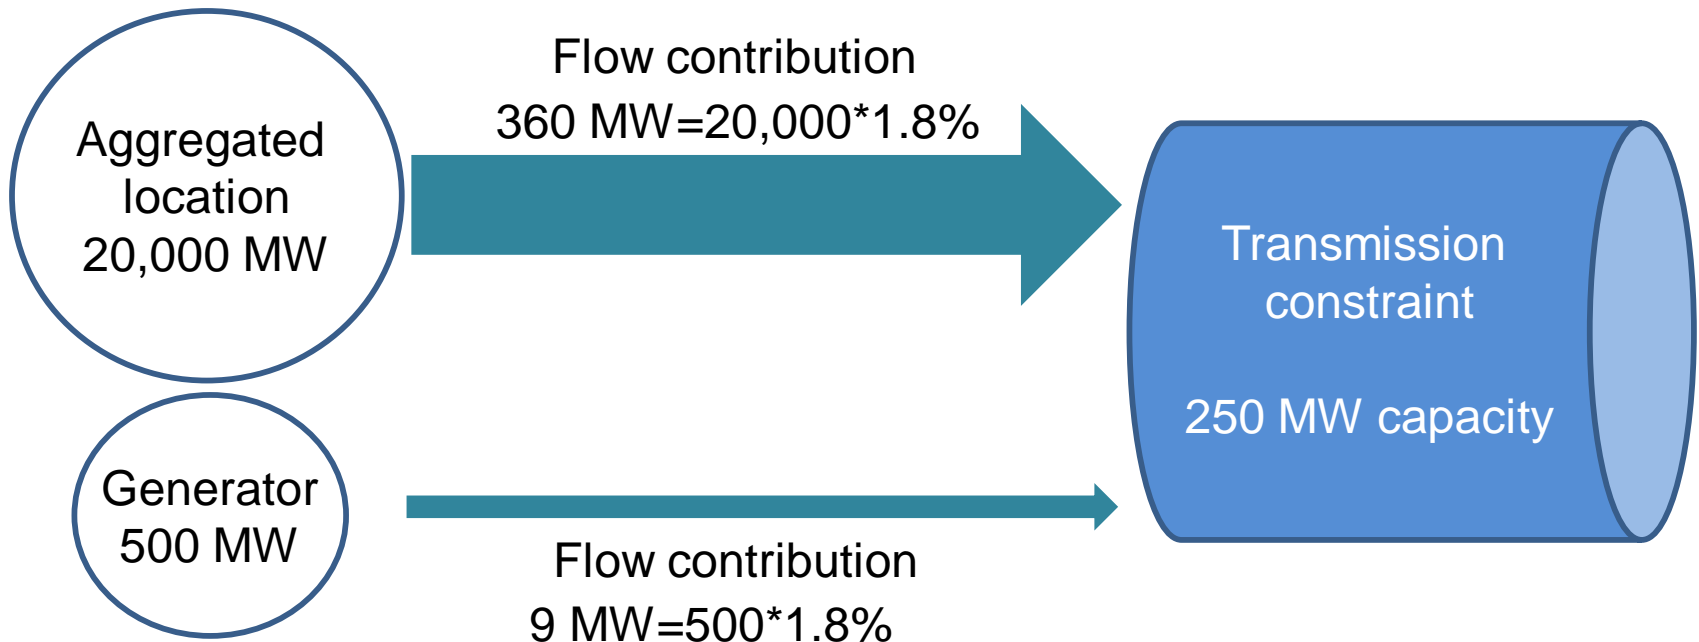 Aggregated
location
20,000 MW
Flow contribution
360 MW=20,000*1.8%
Transmission
constraint
250 MW capacity
Generator
500 MW
Flow contribution
9 MW=500*1.8%